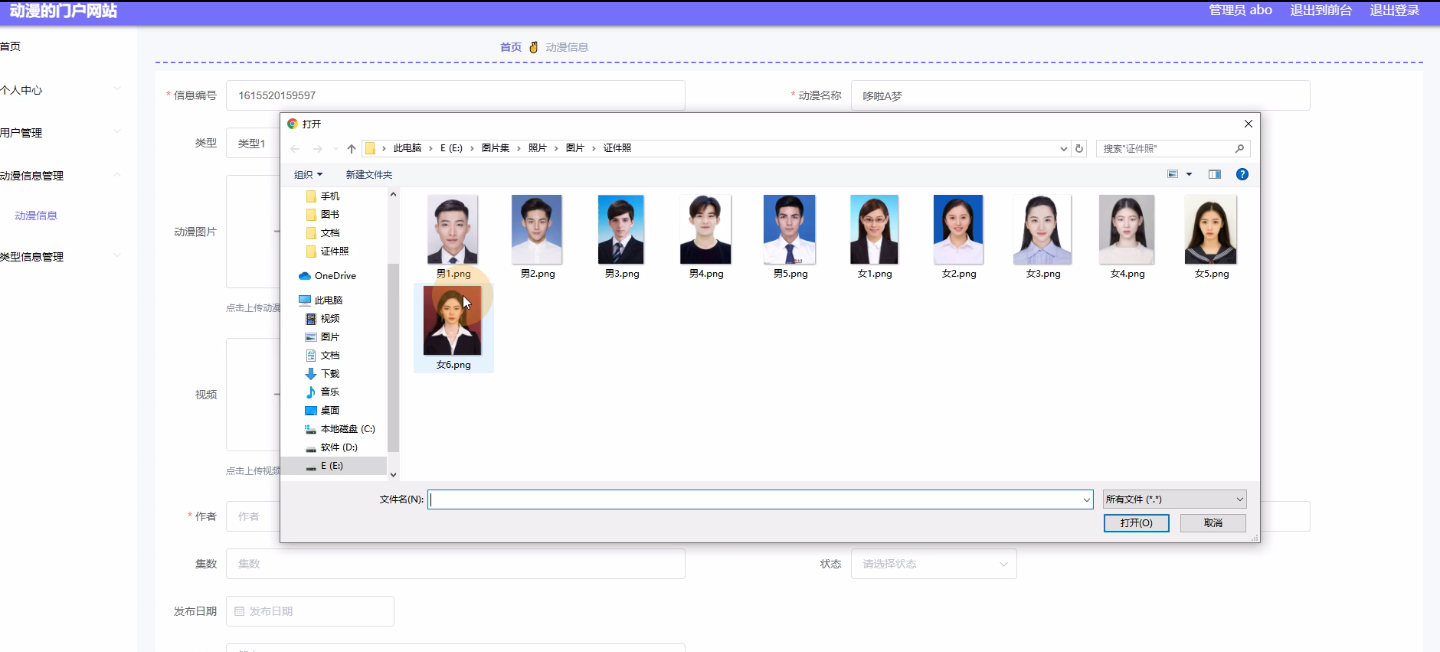 动漫的门户网站
管理员 abo 退出到前台 退出登录
首页
个人中心
用户管理
动漫信息管理
动漫信息
类型信息管理
首页 动漫信息
* 信息编号 1615520159597
* 动漫名称 哆啦A梦
类型 类型1
动漫图片
点击上传动漫
视频
点击上传视频
* 作者 作者
集数 集数
状态 请选择状态
发布日期 发布日期
打开
此电脑 › E (E:) › 图片集 › 照片 › 图片 › 证件照
搜索"证件照"
组织 新建文件夹
手机
图书
文档
证件照
OneDrive
此电脑
视频
图片
文档
下载
音乐
桌面
本地磁盘 (C:)
软件 (D:)
E (E:)
男1.png 男2.png 男3.png 男4.png 男5.png 女1.png 女2.png 女3.png 女4.png 女5.png
女6.png
文件名(N):
所有文件 (*.*)
打开(O) 取消